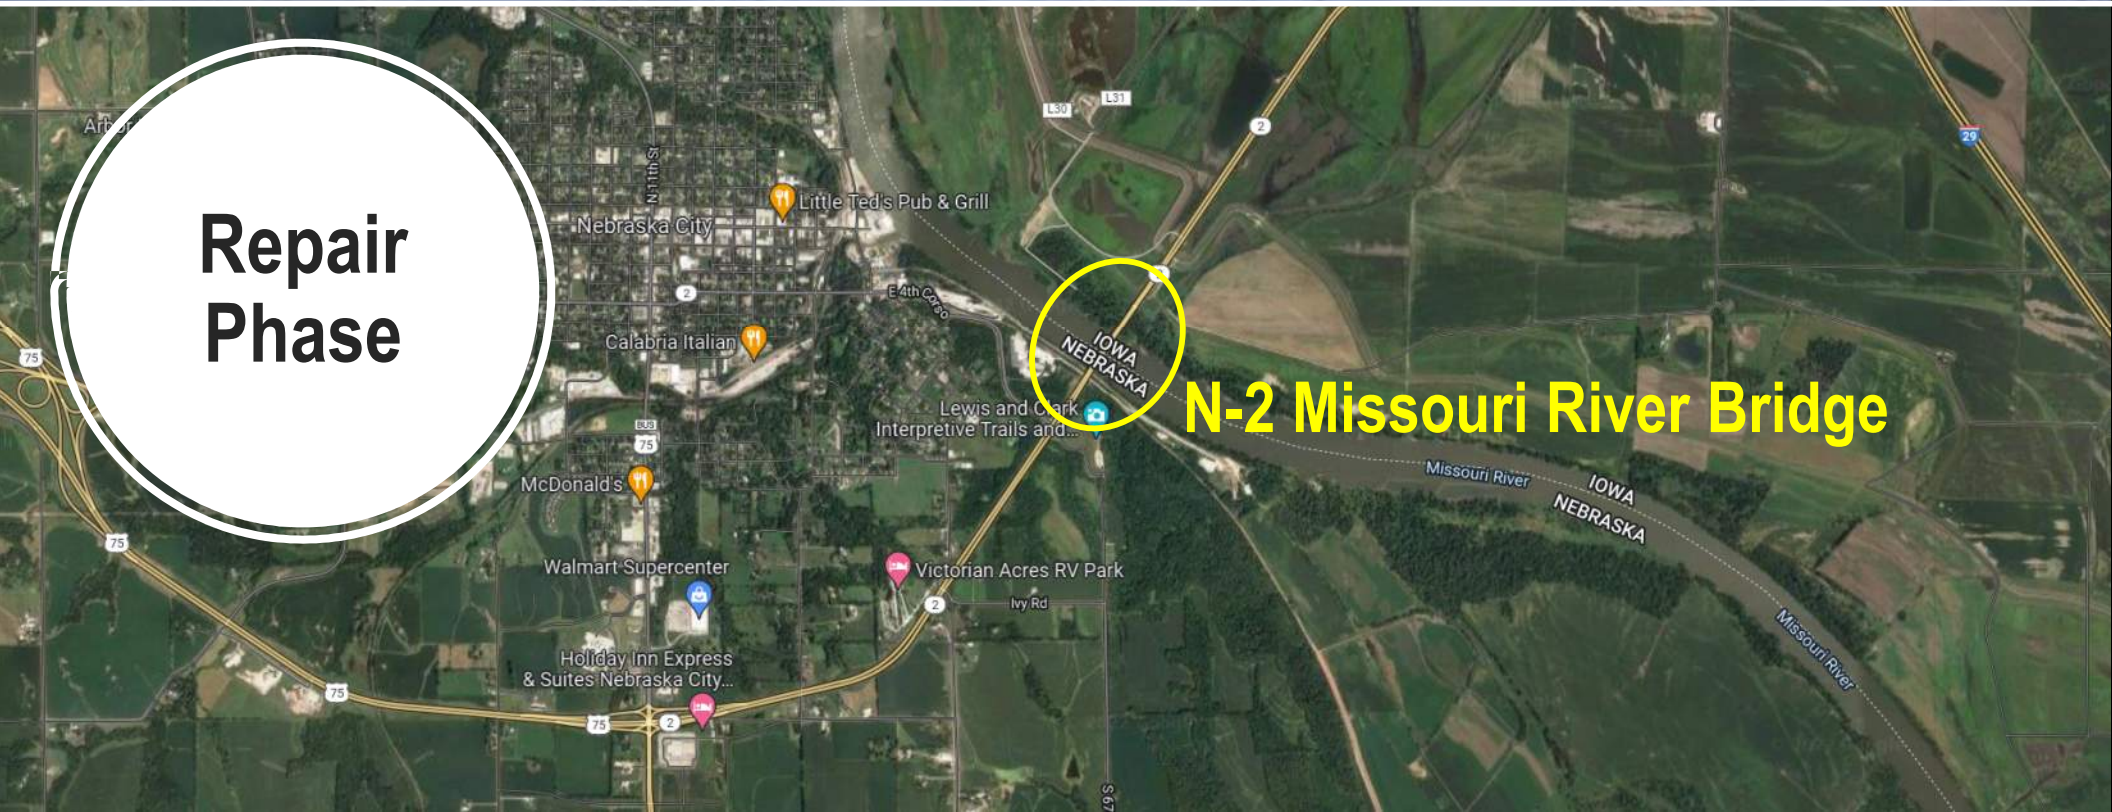 Repair
Phase
Arbor
N 11th St
L30
L31
2
29
Little Ted's Pub & Grill
Nebraska City
2
E 4th Corso
Calabria Italian
IOWA
NEBRASKA
75
N-2 Missouri River Bridge
Lewis and Clark
Interpretive Trails and...
BUS
75
Missouri River
IOWA
NEBRASKA
McDonald's
75
Walmart Supercenter
Victorian Acres RV Park
2
Ivy Rd
Missouri River
Holiday Inn Express
& Suites Nebraska City...
75
75
2
S 67